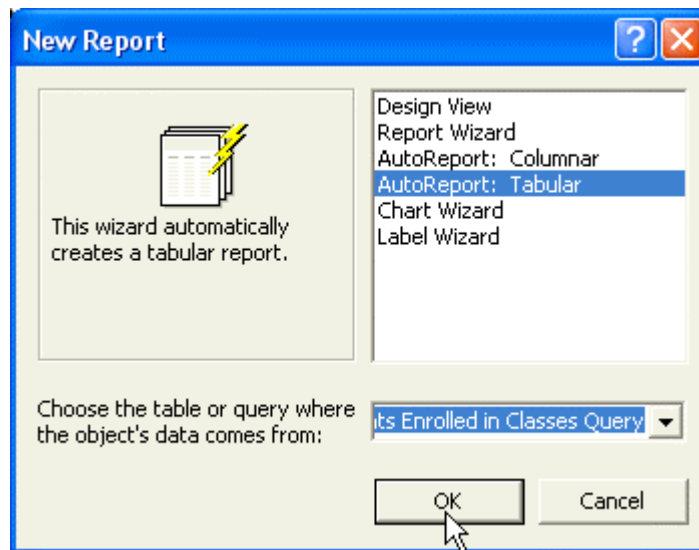 New Report
Design View
Report Wizard
AutoReport: Columnar
AutoReport: Tabular
Chart Wizard
Label Wizard
This wizard automatically
creates a tabular report.
Choose the table or query where
the object's data comes from:
Enrolled in Classes Query
OK
Cancel